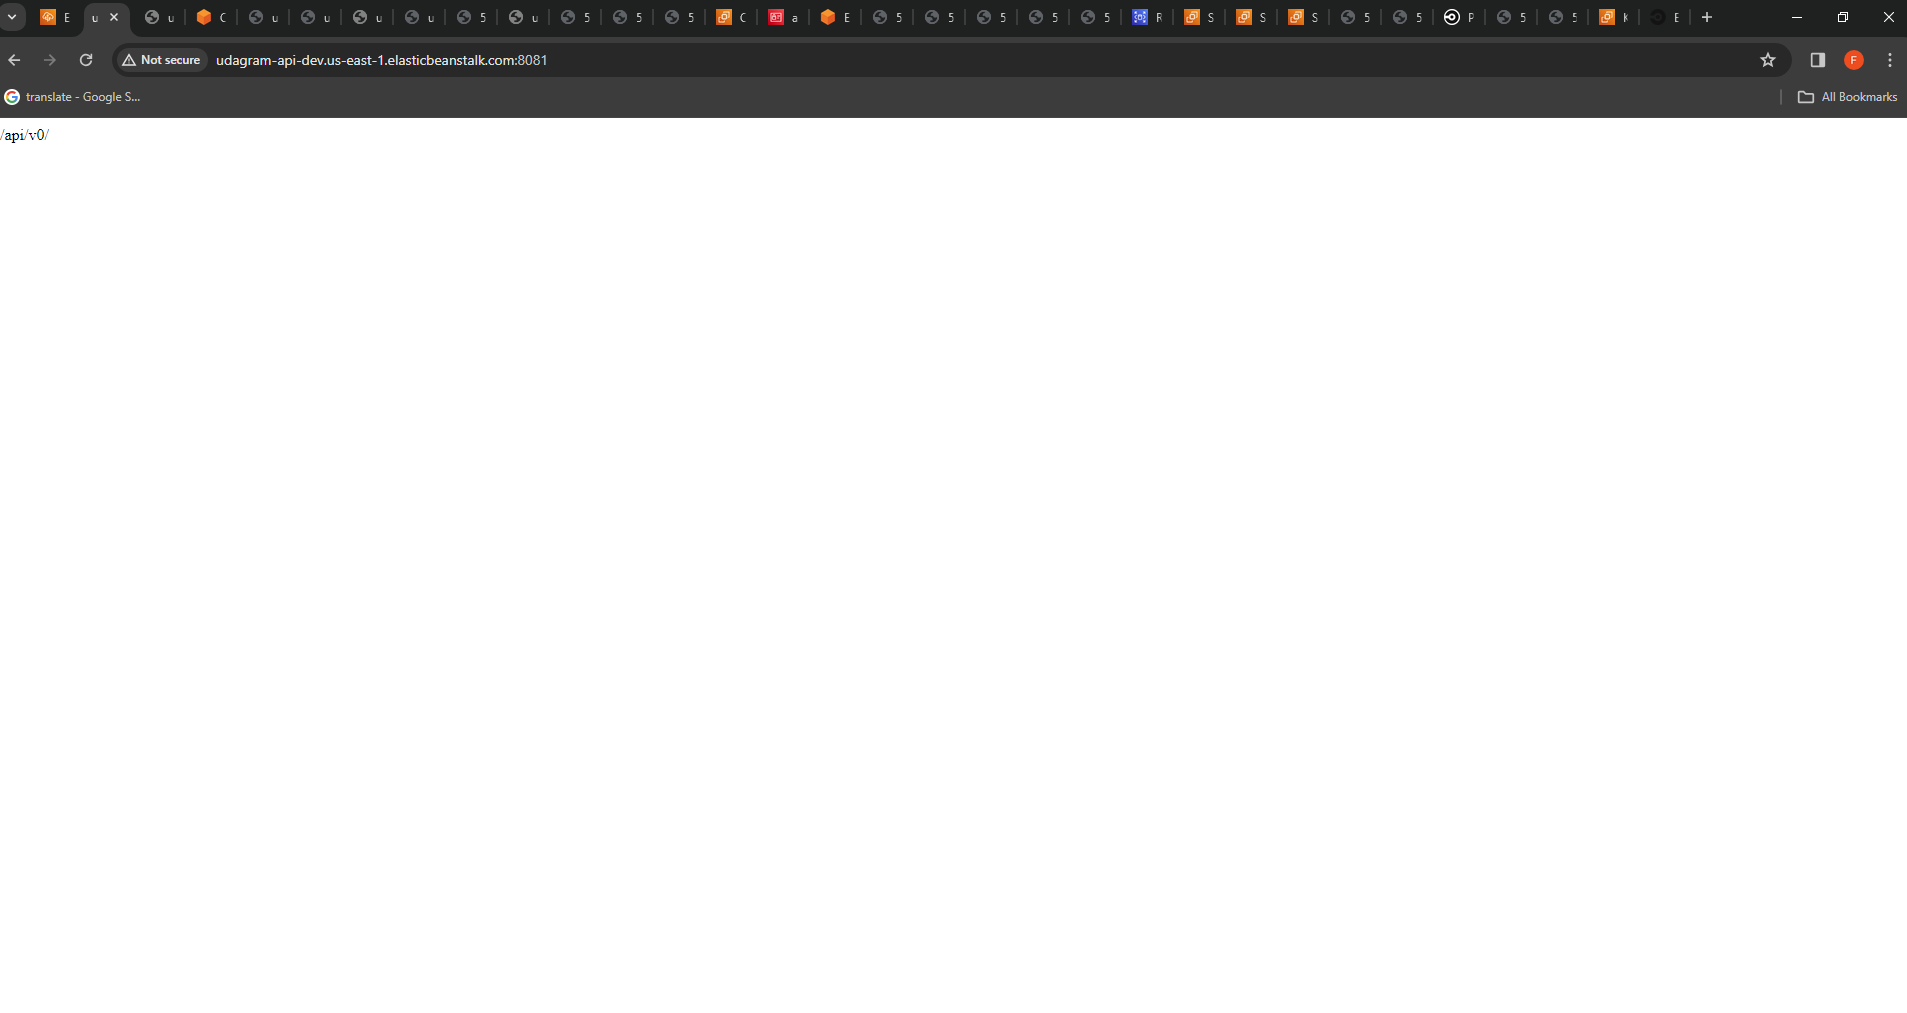 E u u C u u u u 5 u 5 5 5 C a E 5 5 5 5 5 R S S S 5 5 P 5 5 K E
Not secure udagram-api-dev.us-east-1.elasticbeanstalk.com:8081 F
translate - Google S... All Bookmarks
/api/v0/